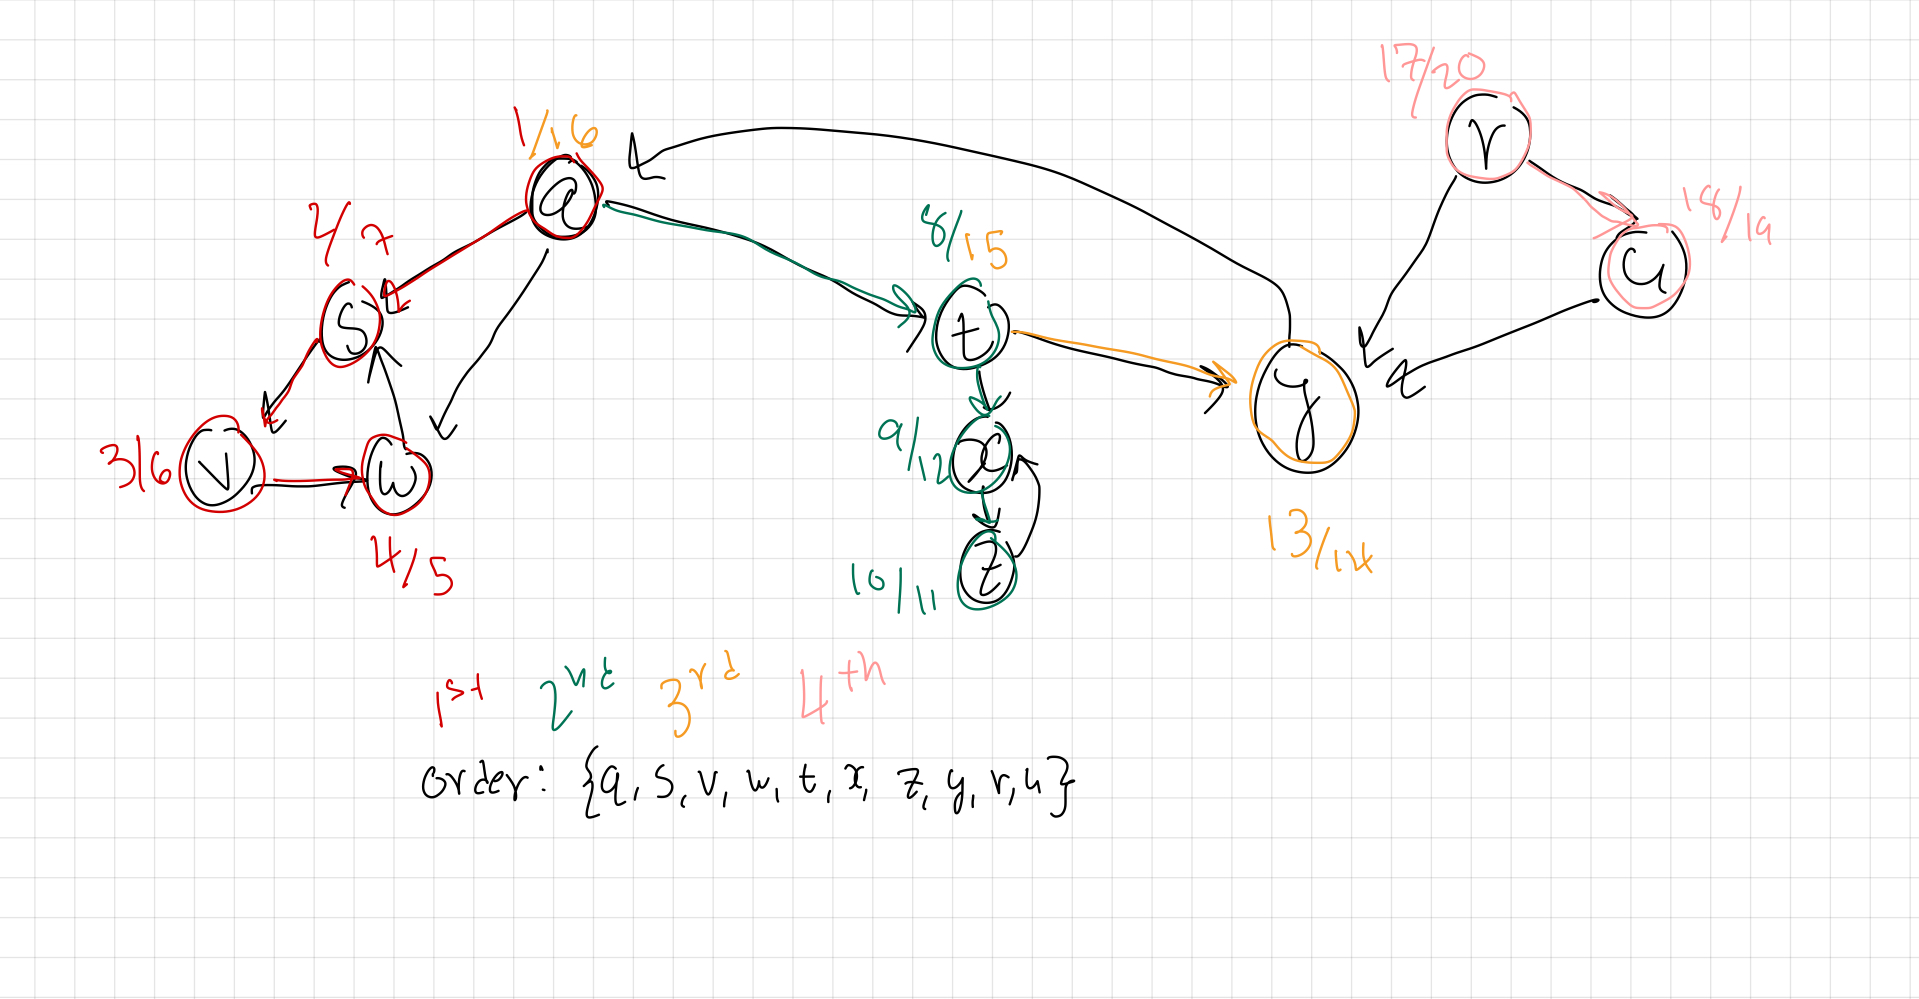 17/20
1/16
r
q
18/19
2/7
8/15
u
s
t
y
9/12
x
3/6
v
w
13/14
4/5
z
10/11
1st 2nd 3rd 4th
order: {q, s, v, w, t, x, z, y, r, u}